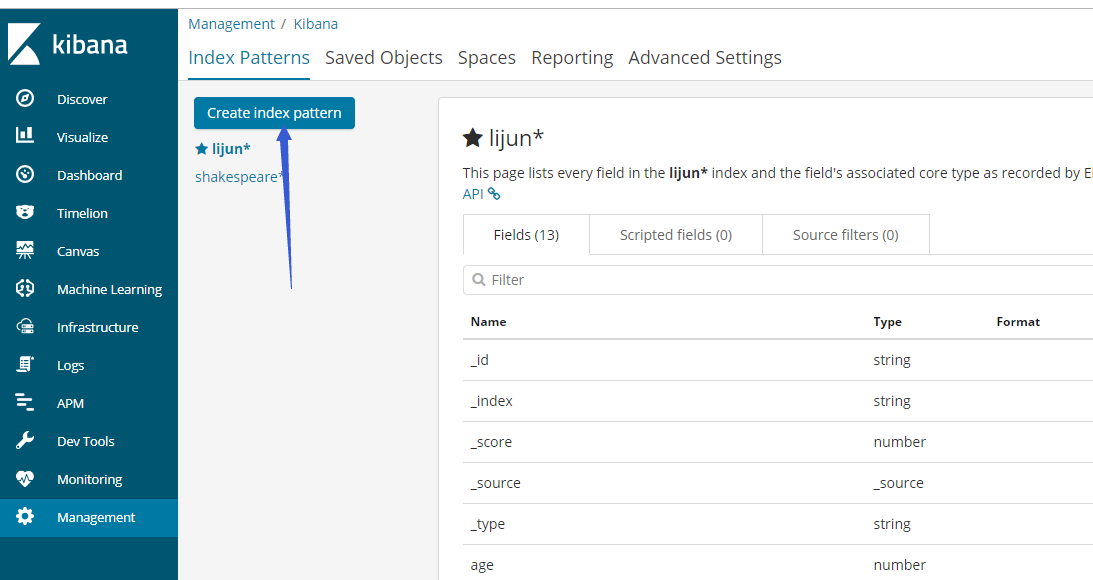 kibana
Discover
Visualize
Dashboard
Timelion
Canvas
Machine Learning
Infrastructure
Logs
APM
Dev Tools
Monitoring
Management
Management / Kibana
Index Patterns Saved Objects Spaces Reporting Advanced Settings
Create index pattern
lijun*
shakespeare*
lijun*
This page lists every field in the lijun* index and the field's associated core type as recorded by
API
Fields (13) Scripted fields (0) Source filters (0)
Filter
Name Type Format
_id string
_index string
_score number
_source _source
_type string
age number